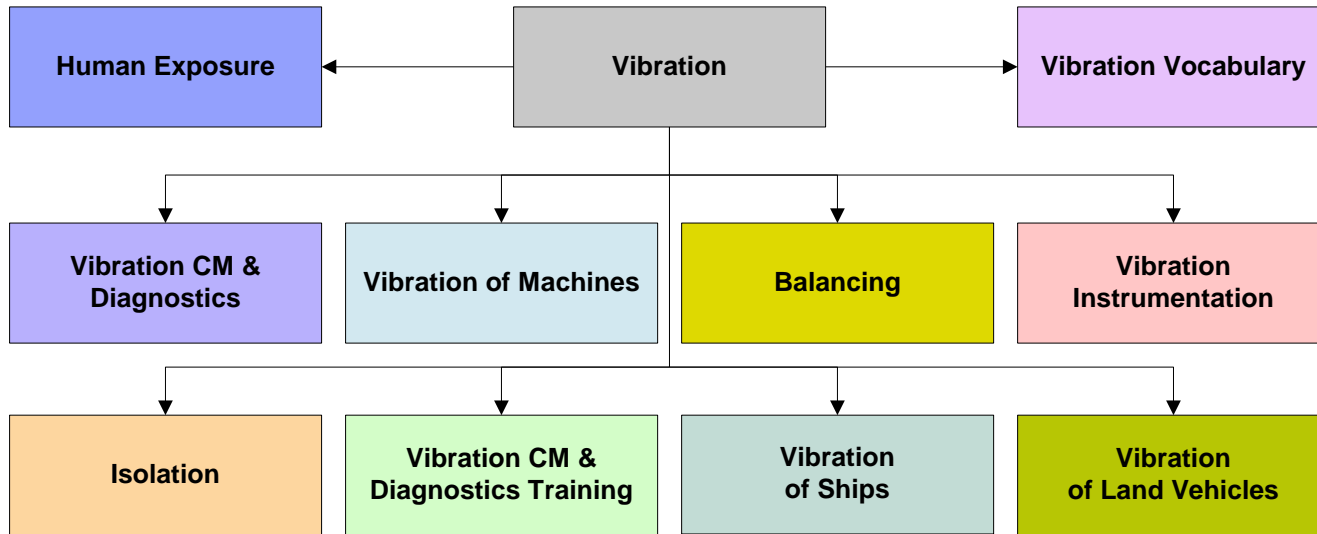 Human Exposure
Vibration
Vibration Vocabulary
Vibration CM &
Diagnostics
Vibration of Machines
Balancing
Vibration
Instrumentation
Isolation
Vibration CM &
Diagnostics Training
Vibration
of Ships
Vibration
of Land Vehicles